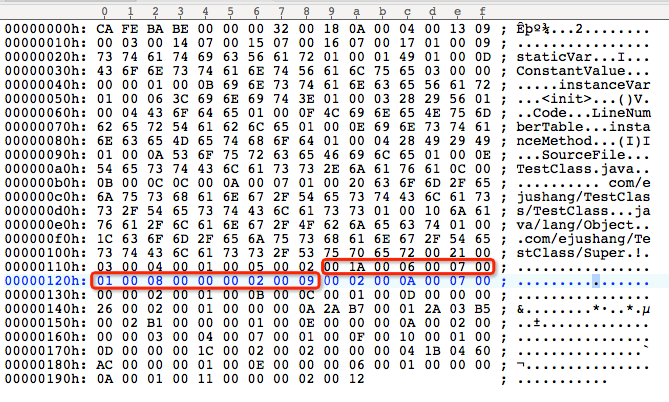 0 1 2 3 4 5 6 7 8 9 a b c d e f
00000000h: CA FE BA BE 00 00 00 32 00 18 0A 00 04 00 13 09 ; Êþº¾...2........
00000010h: 00 03 00 14 07 00 15 07 00 16 07 00 17 01 00 09 ; ................
00000020h: 73 74 61 74 69 63 56 61 72 01 00 01 49 01 00 0D ; staticVar...I...
00000030h: 43 6F 6E 73 74 61 6E 74 56 61 6C 75 65 03 00 00 ; ConstantValue...
00000040h: 00 01 00 0B 69 6E 73 74 61 6E 63 65 56 61 72 ; .....instanceVar
00000050h: 01 00 06 3C 69 6E 69 74 3E 01 00 03 28 29 56 01 ; ...<init>...()V.
00000060h: 00 04 43 6F 64 65 01 00 0F 4C 69 6E 65 4E 75 6D ; ..Code...LineNum
00000070h: 62 65 72 54 61 62 6C 65 01 00 0E 69 6E 73 74 61 ; berTable...insta
00000080h: 6E 63 65 4D 65 74 68 6F 64 01 00 04 28 49 29 49 ; nceMethod...(I)I
00000090h: 01 00 0A 53 6F 75 72 63 65 46 69 6C 65 01 00 0E ; ...SourceFile...
000000a0h: 54 65 73 74 43 6C 61 73 73 2E 6A 61 76 61 0C 00 ; TestClass.java..
000000b0h: 0B 00 0C 0C 00 0A 00 07 01 00 20 63 6F 6D 2F 65 ; .......... com/e
000000c0h: 6A 75 73 68 61 6E 67 2F 54 65 73 74 43 6C 61 73 ; jushang/TestClas
000000d0h: 73 2F 54 65 73 74 43 6C 61 73 73 01 00 10 6A 61 ; s/TestClass...ja
000000e0h: 76 61 2F 6C 61 6E 67 2F 4F 62 6A 65 63 74 01 00 ; va/lang/Object..
000000f0h: 1C 63 6F 6D 2F 65 6A 75 73 68 61 6E 67 2F 54 65 ; .com/ejushang/Te
00000100h: 73 74 43 6C 61 73 73 2F 53 75 70 65 72 00 21 00 ; stClass/Super.!.
00000110h: 03 00 04 00 01 00 05 00 02 00 1A 00 06 00 07 00 ; ................
00000120h: 01 00 08 00 00 00 02 00 09 00 02 00 0A 00 07 00 ; ................
00000130h: 00 00 02 00 01 00 0B 00 0C 00 01 00 0D 00 00 00 ; ................
00000140h: 26 00 02 00 01 00 00 00 0A 2A B7 00 01 2A 03 B5 ; &........*·..*.µ
00000150h: 00 02 B1 00 00 00 01 00 0E 00 00 00 0A 00 02 00 ; ..±.............
00000160h: 00 00 03 00 04 00 07 00 01 00 0F 00 10 00 01 00 ; ................
00000170h: 0D 00 00 00 1C 00 02 00 02 00 00 00 04 1B 04 60 ; ...............`
00000180h: AC 00 00 00 01 00 0E 00 00 00 06 00 01 00 00 00 ; ¬...............
00000190h: 0A 00 01 00 11 00 00 00 02 00 12 ; ...........